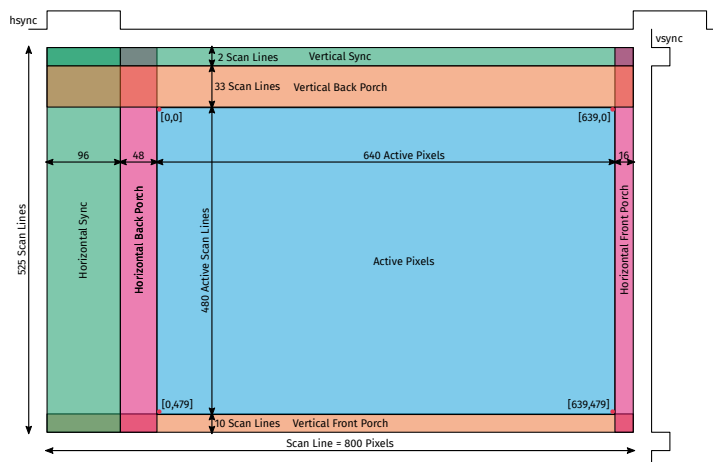 hsync
vsync
2 Scan Lines
Vertical Sync
33 Scan Lines
Vertical Back Porch
[0,0]
[639,0]
96
48
640 Active Pixels
16
525 Scan Lines
Horizontal Sync
Horizontal Back Porch
480 Active Scan Lines
Active Pixels
Horizontal Front Porch
[0,479]
[639,479]
10 Scan Lines
Vertical Front Porch
Scan Line = 800 Pixels